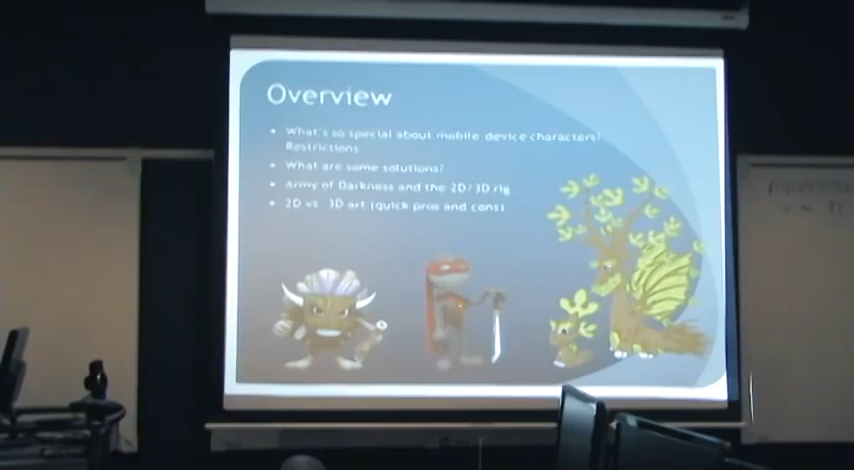 Overview
• What's so special about mobile device characters?
Restrictions
• What are some solutions?
• Army of Darkness and the 2D/3D rig
• 2D vs 3D art (quick pros and cons)